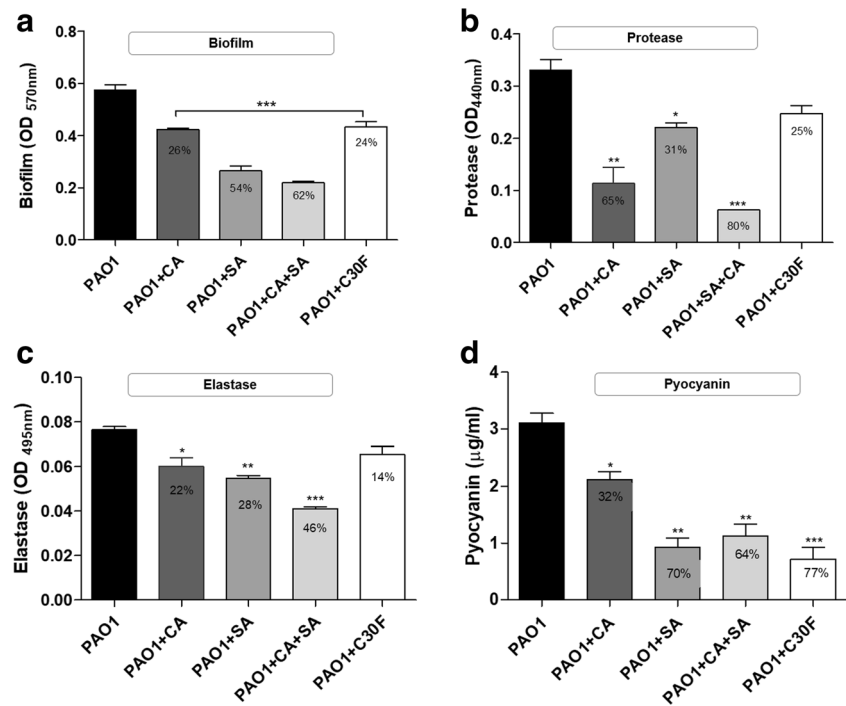 a
Biofilm
Biofilm (OD 570nm)
0.8
0.6
0.4
0.2
0.0
***
26%
54%
62%
24%
PAO1
PAO1+CA
PAO1+SA
PAO1+CA+SA
PAO1+C30F
b
Protease
Protease (OD440nm)
0.4
0.3
0.2
0.1
0.0
**
65%
*
31%
***
80%
25%
PAO1
PAO1+CA
PAO1+SA
PAO1+SA+CA
PAO1+C30F
c
Elastase
Elastase (OD 495nm)
0.10
0.08
0.06
0.04
0.02
0.00
*
22%
**
28%
***
46%
14%
PAO1
PAO1+CA
PAO1+SA
PAO1+CA+SA
PAO1+C30F
d
Pyocyanin
Pyocyanin (μg/ml)
4
3
2
1
0
*
32%
**
70%
**
64%
***
77%
PAO1
PAO1+CA
PAO1+SA
PAO1+CA+SA
PAO1+C30F